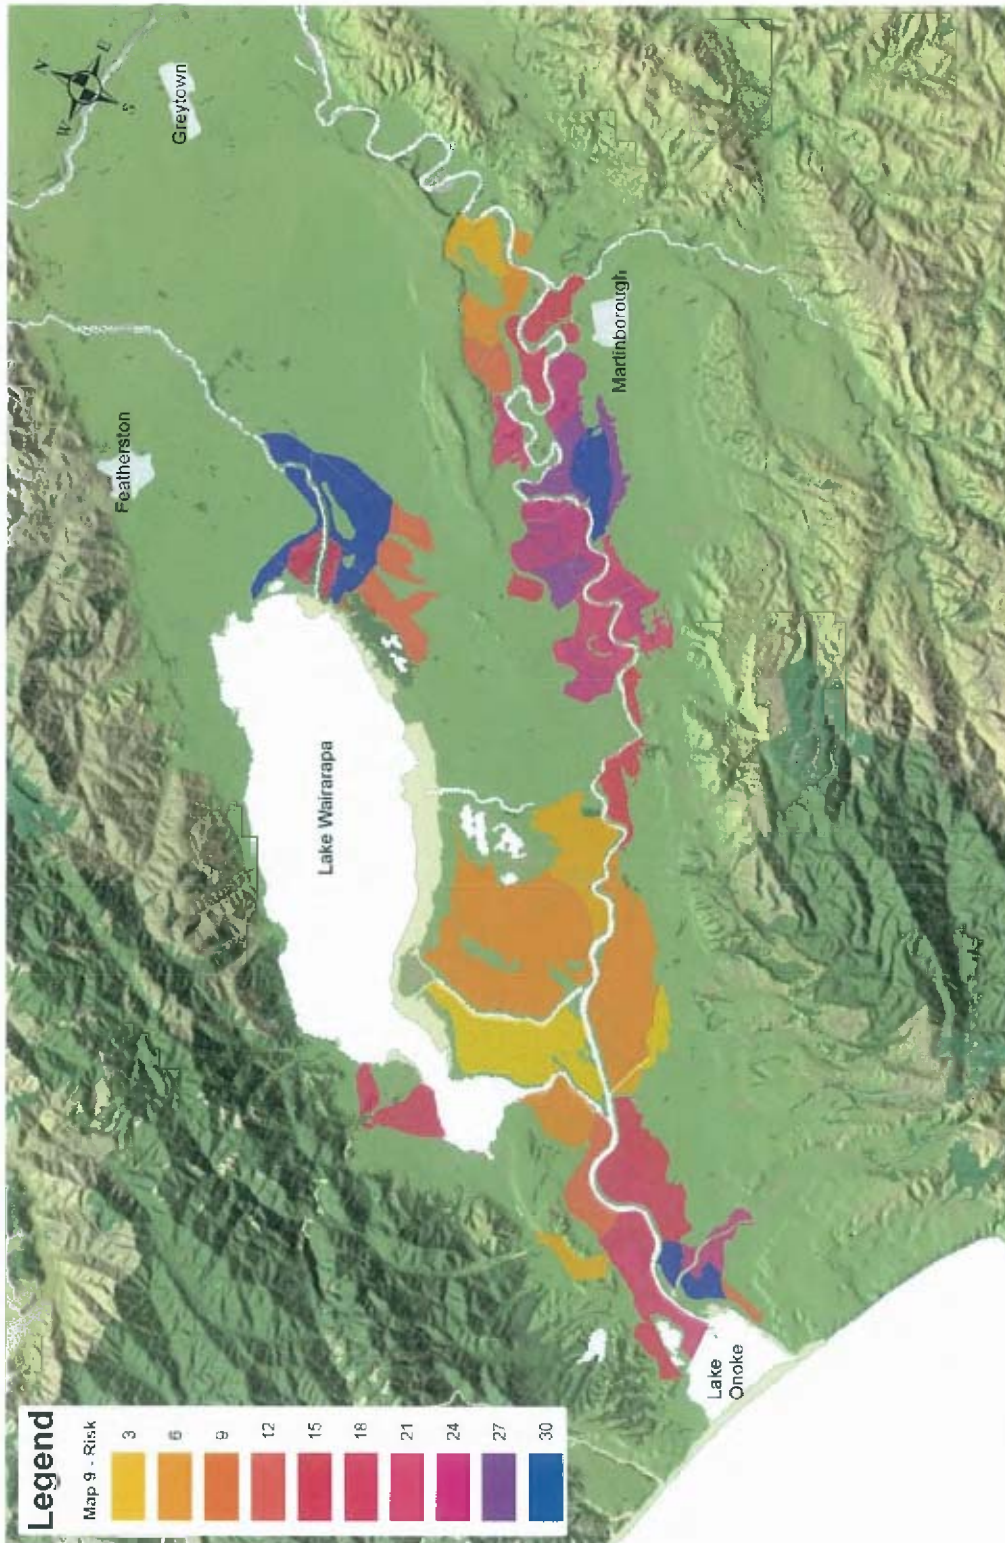 Legend
Map 9 - Risk
3
6
9
12
15
18
21
24
27
30
N
E
S
W
Greytown
Featherston
Martinborough
Lake Wairarapa
Lake
Onoke